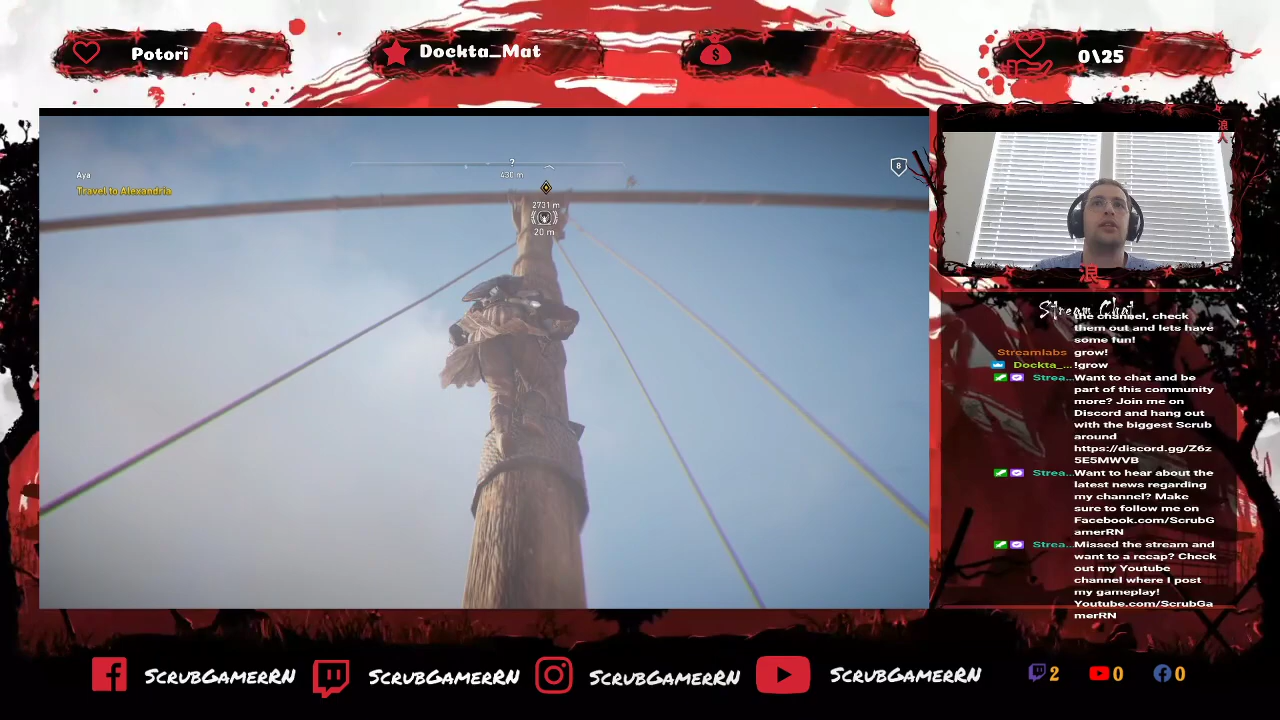 Potori
Dockta_Mat
$
0\25
浪人
?
430 m
8
Aya
Travel to Alexandria
2731 m
20 m
浪
Stream Chat
the channel, check
them out and lets have
some fun!
Streamlabs grow!
Dockta_... !grow
Strea... Want to chat and be
part of this community
more? Join me on
Discord and hang out
with the biggest Scrub
around
https://discord.gg/Z6z
5E5MWVB
Strea... Want to hear about the
latest news regarding
my channel? Make
sure to follow me on
Facebook.com/ScrubG
amerRN
Strea... Missed the stream and
want to a recap? Check
out my Youtube
channel where I post
my gameplay!
Youtube.com/ScrubGa
merRN
ScrubGamerRN ScrubGamerRN ScrubGamerRN ScrubGamerRN 2 0 0